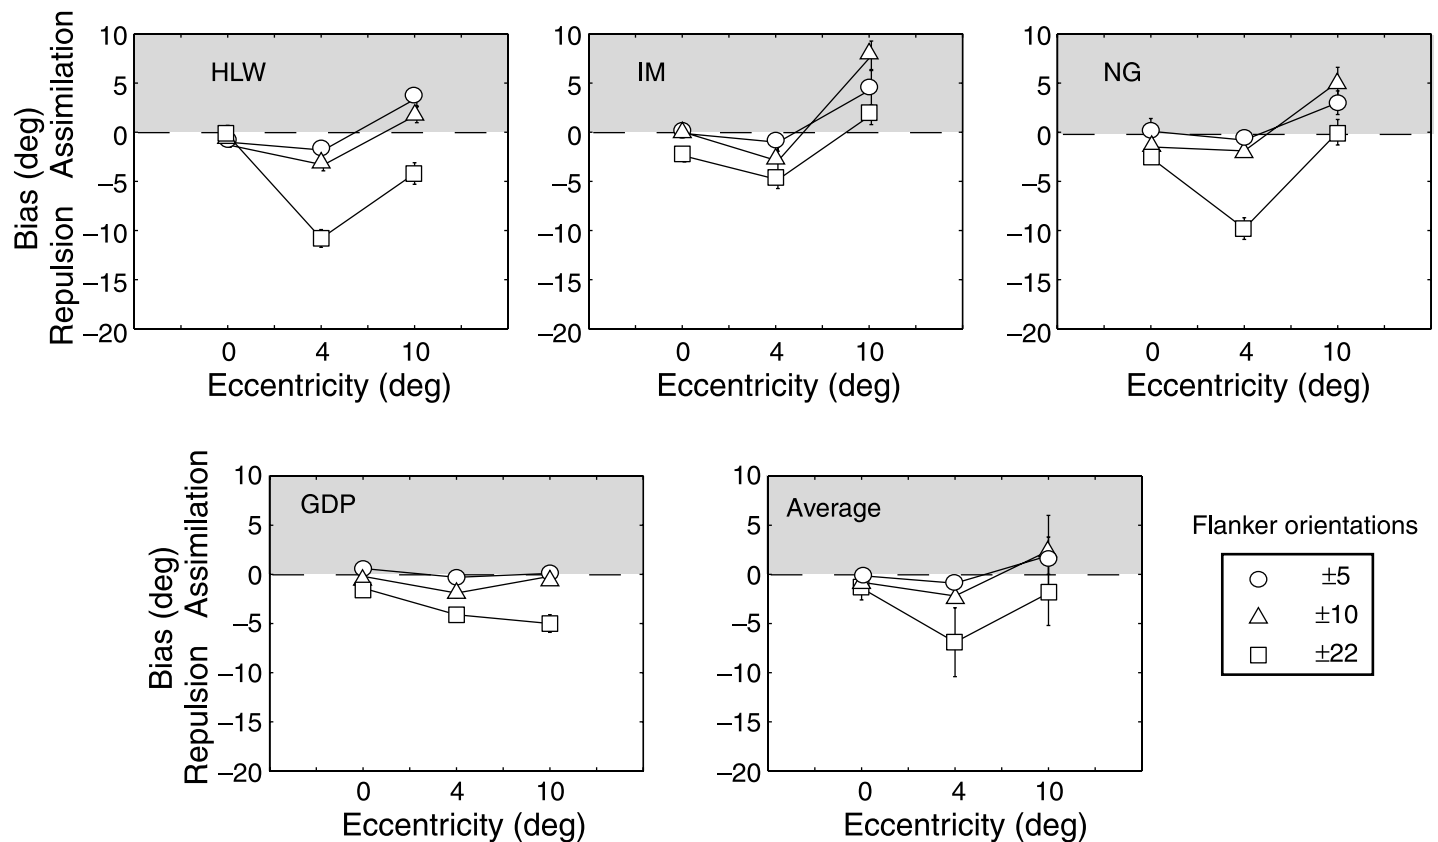 10
5
0
−5
−10
−15
−20
HLW
0 4 10
Eccentricity (deg)
Bias (deg)
Repulsion Assimilation
10
5
0
−5
−10
−15
−20
IM
0 4 10
Eccentricity (deg)
10
5
0
−5
−10
−15
−20
NG
0 4 10
Eccentricity (deg)
10
5
0
−5
−10
−15
−20
GDP
0 4 10
Eccentricity (deg)
Bias (deg)
Repulsion Assimilation
10
5
0
−5
−10
−15
−20
Average
0 4 10
Eccentricity (deg)
Flanker orientations
±5
±10
±22